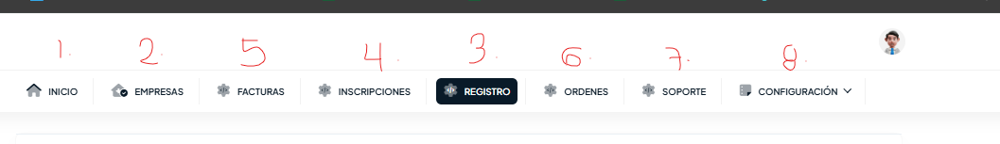 1. 2. 5 4. 3. 6. 7. 8.
INICIO EMPRESAS FACTURAS INSCRIPCIONES REGISTRO ORDENES SOPORTE CONFIGURACIÓN